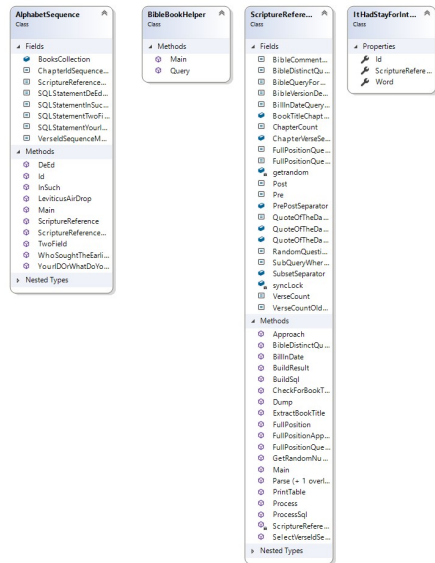 AlphabetSequence
Class
Fields
BooksCollection
ChapterIdSequence...
ScriptureReference...
SQLStatementDeEd...
SQLStatementInSuc...
SQLStatementTwoFi...
SQLStatementYourI...
VerseIdSequenceM...
Methods
DeEd
Id
InSuch
LeviticusAirDrop
Main
ScriptureReference
ScriptureReference...
TwoField
WhoSoughtTheEarli...
YourIDOrWhatDoYo...
Nested Types
BibleBookHelper
Class
Methods
Main
Query
ScriptureRefere...
Class
Fields
BibleComment...
BibleDistinctQu...
BibleQueryFor...
BibleVersionDe...
BillInDateQuery...
BookTitleChapt...
ChapterCount
ChapterVerseSe...
FullPositionQue...
FullPositionQue...
getrandom
Post
Pre
PrePostSeparator
QuoteOfTheDa...
QuoteOfTheDa...
QuoteOfTheDa...
RandomQuesti...
SubQueryWher...
SubsetSeparator
syncLock
VerseCount
VerseCountOld...
Methods
Approach
BibleDistinctQu...
BillInDate
BuildResult
BuildSql
CheckForBookT...
Dump
ExtractBookTitle
FullPosition
FullPositionApp...
FullPositionQue...
GetRandomNu...
Main
Parse (+ 1 overl...
PrintTable
Process
ProcessSql
ScriptureRefere...
SelectVerseIdSe...
Nested Types
ItHadStayForInt...
Class
Properties
Id
ScriptureRefere...
Word